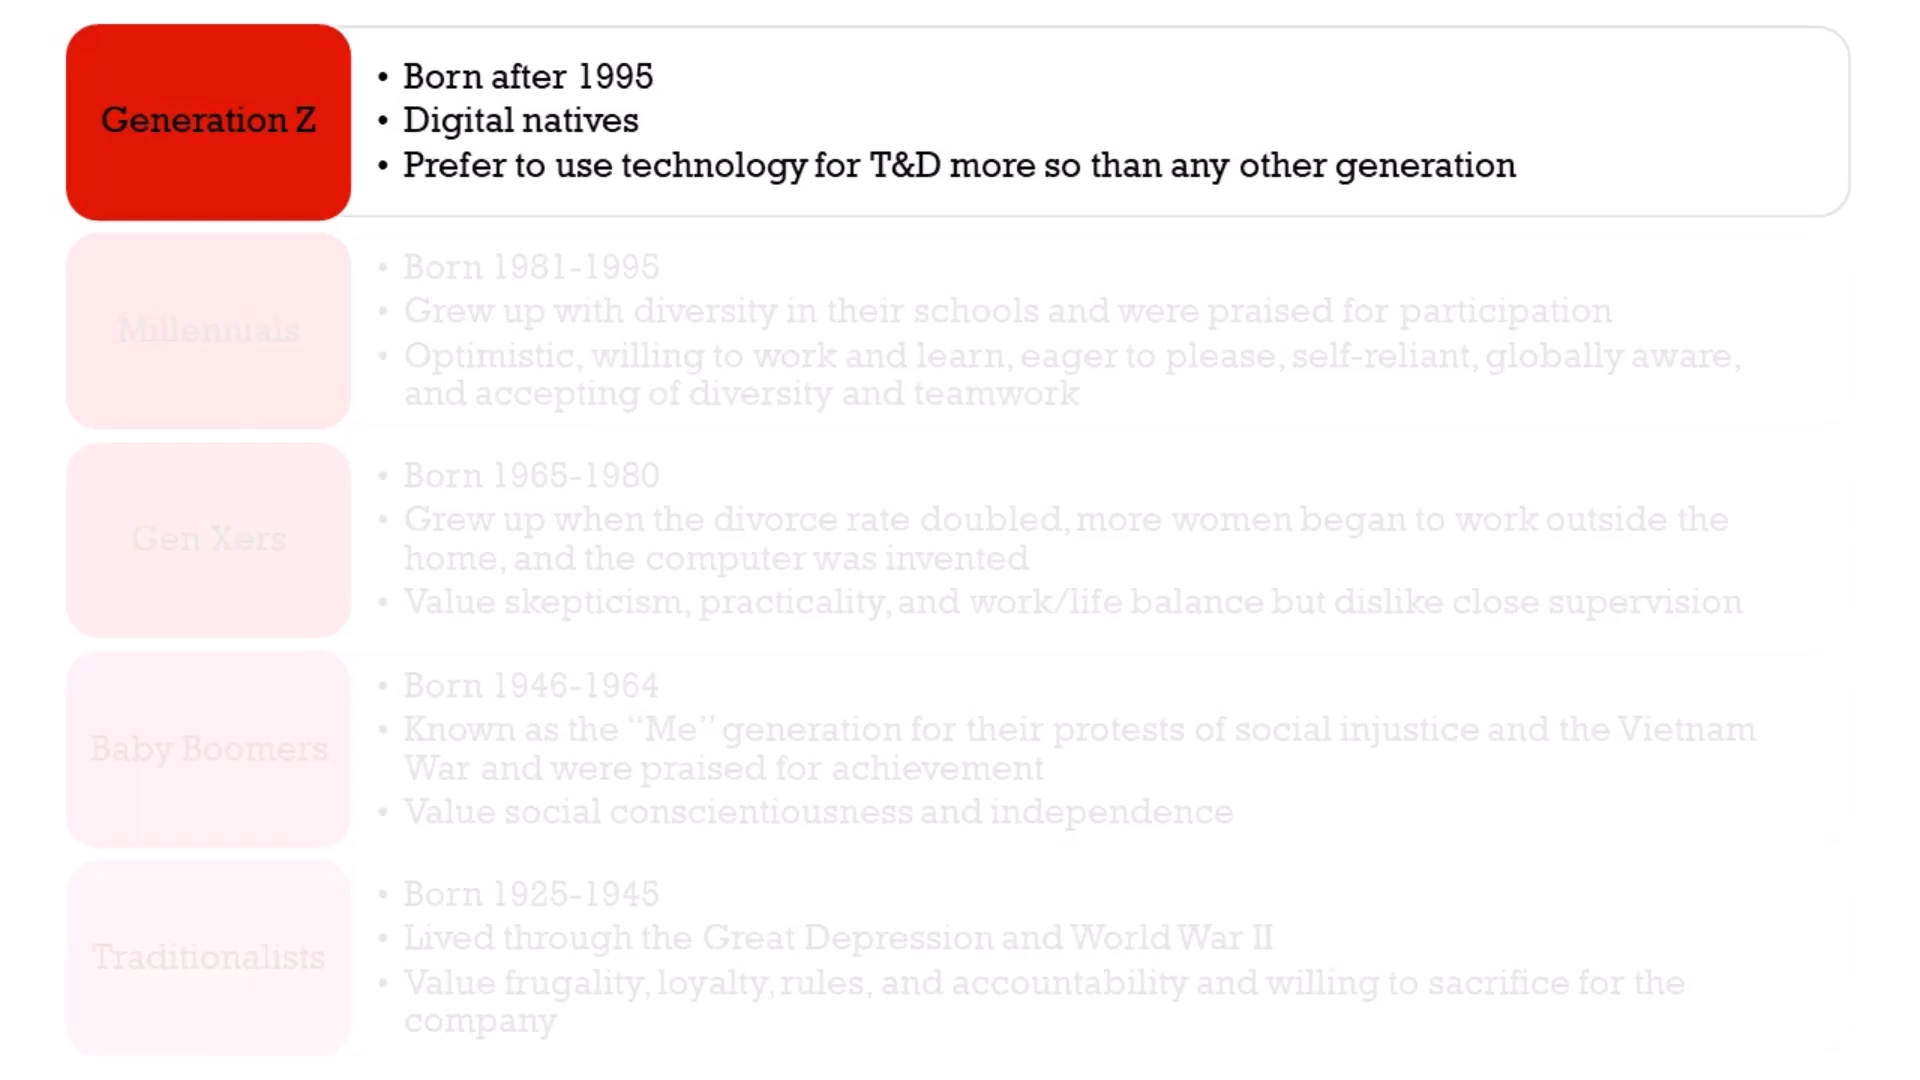 Generation Z
• Born after 1995
• Digital natives
• Prefer to use technology for T&D more so than any other generation
Millennials
• Born 1981-1995
• Grew up with diversity in their schools and were praised for participation
• Optimistic, willing to work and learn, eager to please, self-reliant, globally aware,
and accepting of diversity and teamwork
Gen Xers
• Born 1965-1980
• Grew up when the divorce rate doubled, more women began to work outside the
home, and the computer was invented
• Value skepticism, practicality, and work/life balance but dislike close supervision
Baby Boomers
• Born 1946-1964
• Known as the “Me” generation for their protests of social injustice and the Vietnam
War and were praised for achievement
• Value social conscientiousness and independence
Traditionalists
• Born 1925-1945
• Lived through the Great Depression and World War II
• Value frugality, loyalty, rules, and accountability and willing to sacrifice for the
company